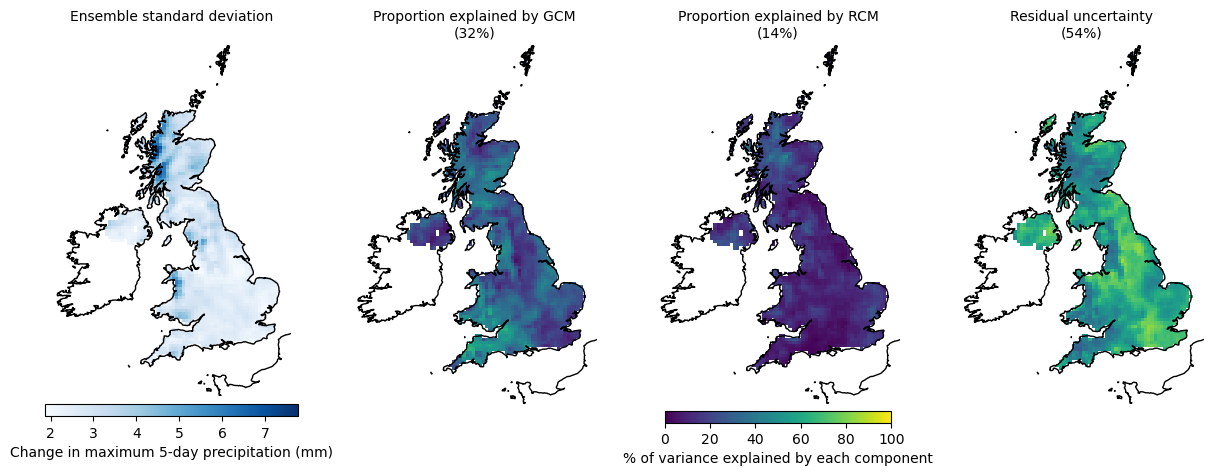 Ensemble standard deviation
Proportion explained by GCM
(32%)
Proportion explained by RCM
(14%)
Residual uncertainty
(54%)
2 3 4 5 6 7
Change in maximum 5-day precipitation (mm)
0 20 40 60 80 100
% of variance explained by each component